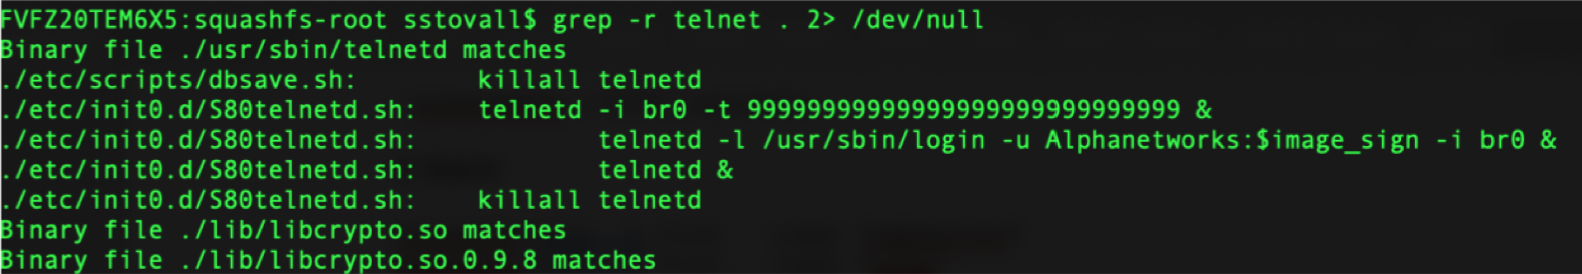 FVFZ20TEM6X5:squashfs-root sstovall$ grep -r telnet . 2> /dev/null
Binary file ./usr/sbin/telnetd matches
./etc/scripts/dbsave.sh:        killall telnetd
./etc/init0.d/S80telnetd.sh:    telnetd -i br0 -t 99999999999999999999999999999 &
./etc/init0.d/S80telnetd.sh:            telnetd -l /usr/sbin/login -u Alphanetworks:$image_sign -i br0 &
./etc/init0.d/S80telnetd.sh:            telnetd &
./etc/init0.d/S80telnetd.sh:    killall telnetd
Binary file ./lib/libcrypto.so matches
Binary file ./lib/libcrypto.so.0.9.8 matches